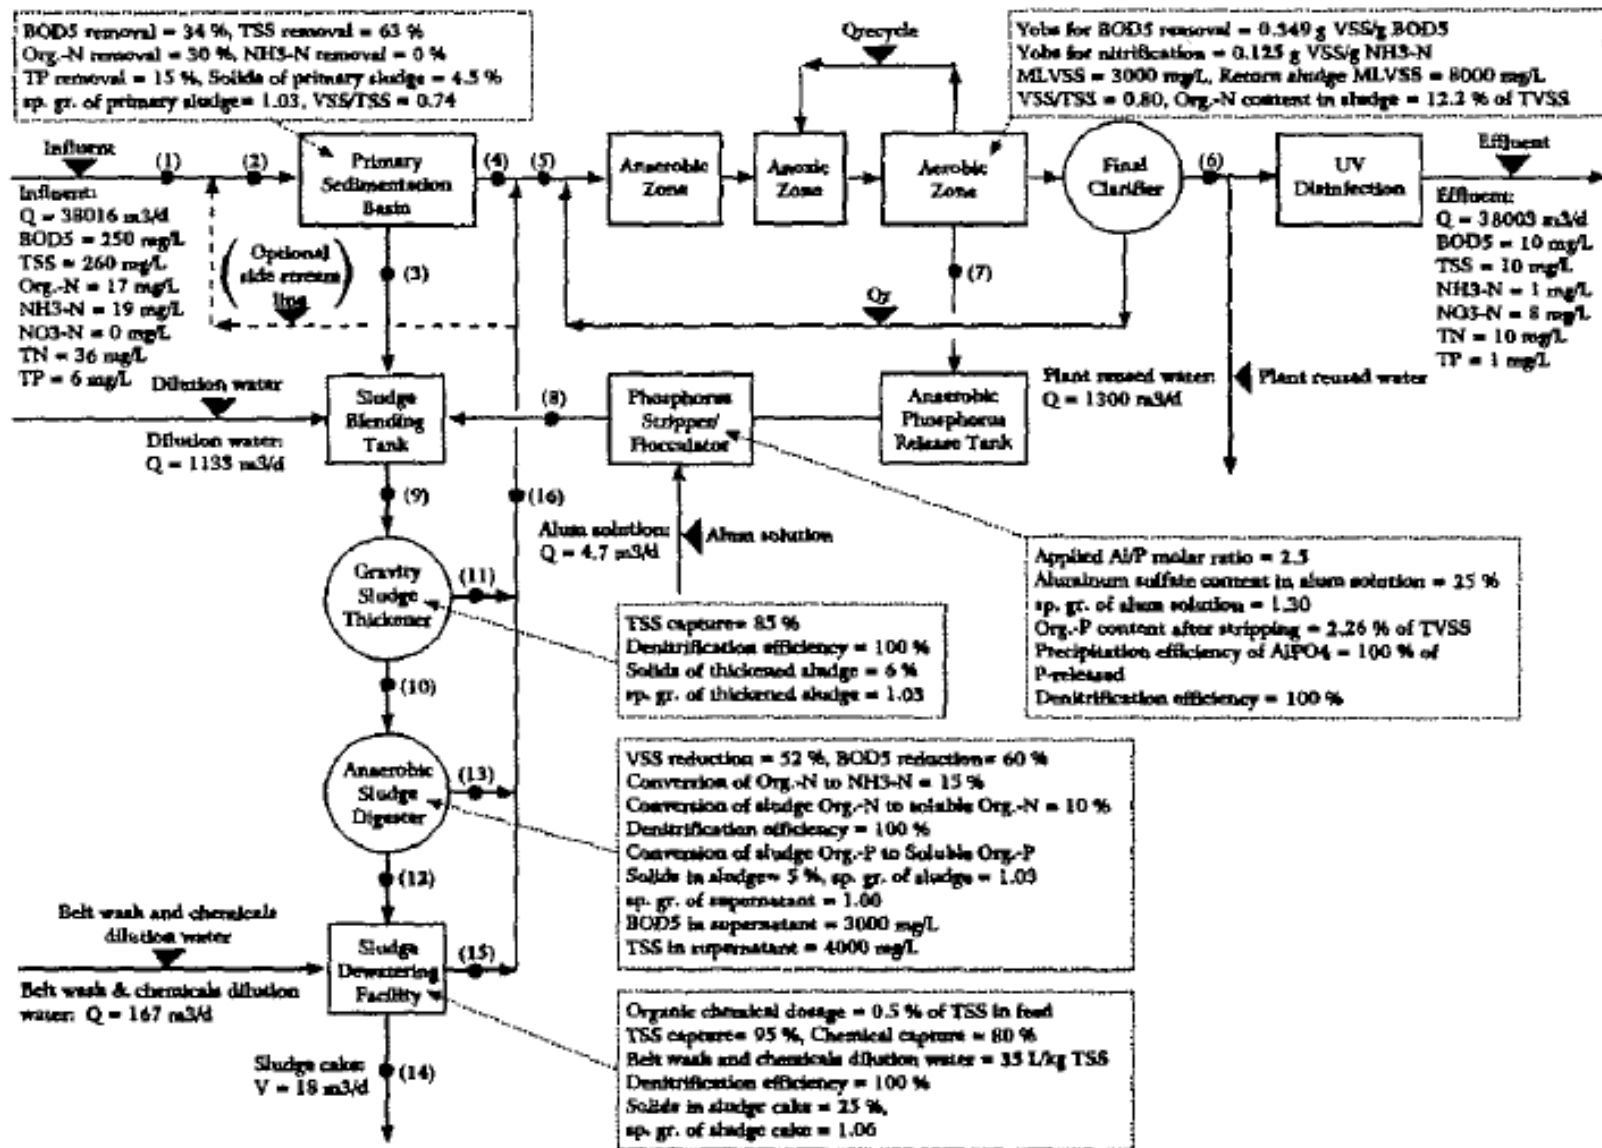 BOD5 removal = 34 %, TSS removal = 63 %
Org.-N removal = 30 %, NH3-N removal = 0 %
TP removal = 15 %, Solids of primary sludge = 4.5 %
sp. gr. of primary sludge= 1.03, VSS/TSS = 0.74
Qrecycle
Yobs for BOD5 removal = 0.349 g VSS/g BOD5
Yobs for nitrification = 0.125 g VSS/g NH3-N
MLVSS = 3000 mg/L, Return sludge MLVSS = 8000 mg/L
VSS/TSS = 0.80, Org.-N content in sludge = 12.2 % of TVSS
Influent
(1)
(2)
Primary
Sedimentation
Basin
(4)
(5)
Anaerobic
Zone
Anoxic
Zone
Aerobic
Zone
Final
Clarifier
(6)
UV
Disinfection
Effluent
Influent:
Q = 38016 m3/d
BOD5 = 250 mg/L
TSS = 260 mg/L
Org.-N = 17 mg/L
NH3-N = 19 mg/L
NO3-N = 0 mg/L
TN = 36 mg/L
TP = 6 mg/L
(Optional
side stream
line)
(3)
(7)
Qr
Effluent:
Q = 38003 m3/d
BOD5 = 10 mg/L
TSS = 10 mg/L
NH3-N = 1 mg/L
NO3-N = 8 mg/L
TN = 10 mg/L
TP = 1 mg/L
Dilution water
Dilution water:
Q = 1133 m3/d
Sludge
Blending
Tank
(8)
Phosphorus
Stripper/
Flocculator
Anaerobic
Phosphorus
Release Tank
Plant reused water:
Q = 1300 m3/d
Plant reused water
(9)
(16)
Alum solution:
Q = 4.7 m3/d
Alum solution
Applied Al/P molar ratio = 2.5
Aluminum sulfate content in alum solution = 25 %
sp. gr. of alum solution = 1.30
Org.-P content after stripping = 2.26 % of TVSS
Precipitation efficiency of AlPO4 = 100 % of
P-released
Denitrification efficiency = 100 %
Gravity
Sludge
Thickener
(11)
TSS capture= 85 %
Denitrification efficiency = 100 %
Solids of thickened sludge = 6 %
sp. gr. of thickened sludge = 1.03
(10)
Anaerobic
Sludge
Digester
(13)
VSS reduction = 52 %, BOD5 reduction= 60 %
Conversion of Org.-N to NH3-N = 15 %
Conversion of sludge Org.-N to soluble Org.-N = 10 %
Denitrification efficiency = 100 %
Conversion of sludge Org.-P to Soluble Org.-P
Solids in sludge= 5 %, sp. gr. of sludge = 1.03
sp. gr. of supernatant = 1.00
BOD5 in supernatant = 3000 mg/L
TSS in supernatant = 4000 mg/L
(12)
Belt wash and chemicals
dilution water
Belt wash & chemicals dilution
water: Q = 167 m3/d
Sludge
Dewatering
Facility
(15)
Organic chemical dosage = 0.5 % of TSS in feed
TSS capture= 95 %, Chemical capture = 80 %
Belt wash and chemicals dilution water = 35 L/kg TSS
Denitrification efficiency = 100 %
Solids in sludge cake = 25 %,
sp. gr. of sludge cake = 1.06
Sludge cake:
V = 18 m3/d
(14)